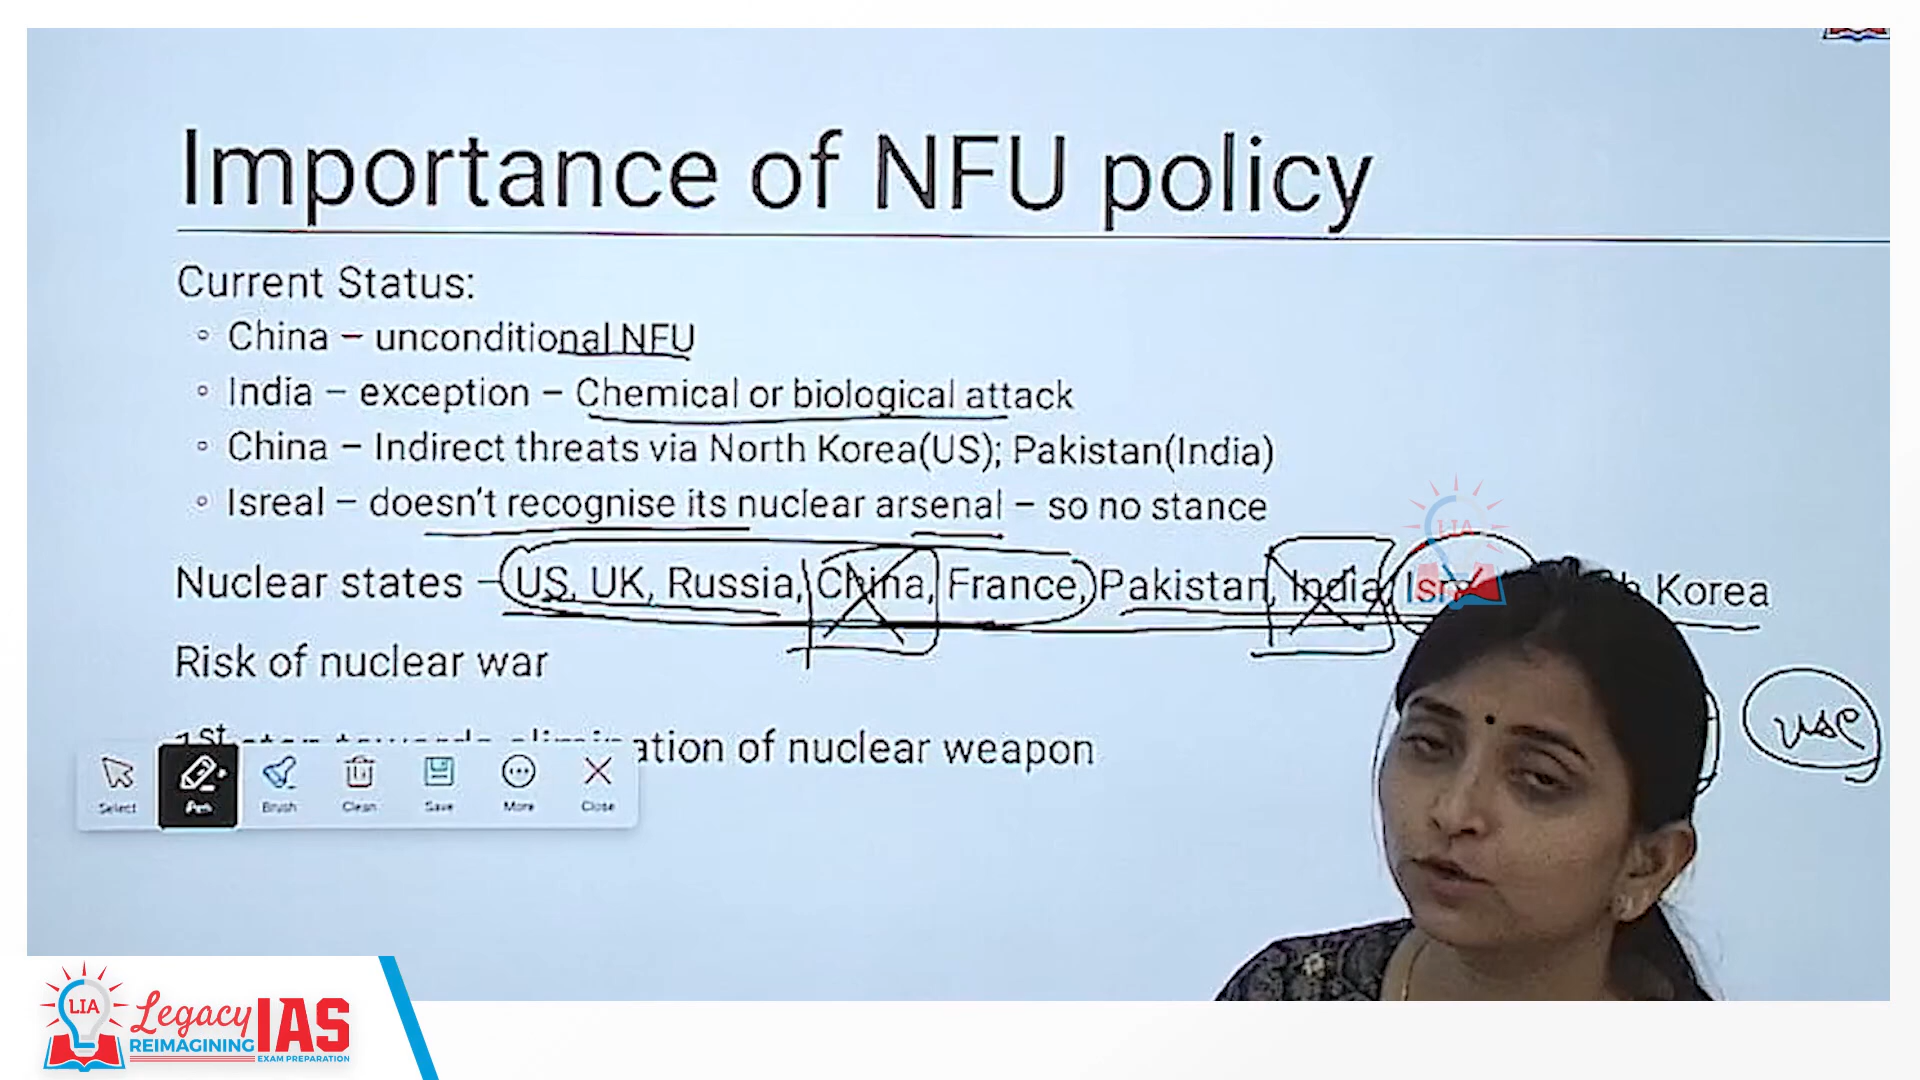 Importance of NFU policy
Current Status:
China – unconditional NFU
India – exception – Chemical or biological attack
China – Indirect threats via North Korea(US); Pakistan(India)
Isreal – doesn't recognise its nuclear arsenal – so no stance
Nuclear states – US, UK, Russia, China, France, Pakistan, India, Korea
LIA
Risk of nuclear war
use
1st step towards elimination of nuclear weapon
Select Pen Brush Clean Save More Close
LIA Legacy IAS
REIMAGINING
EXAM PREPARATION